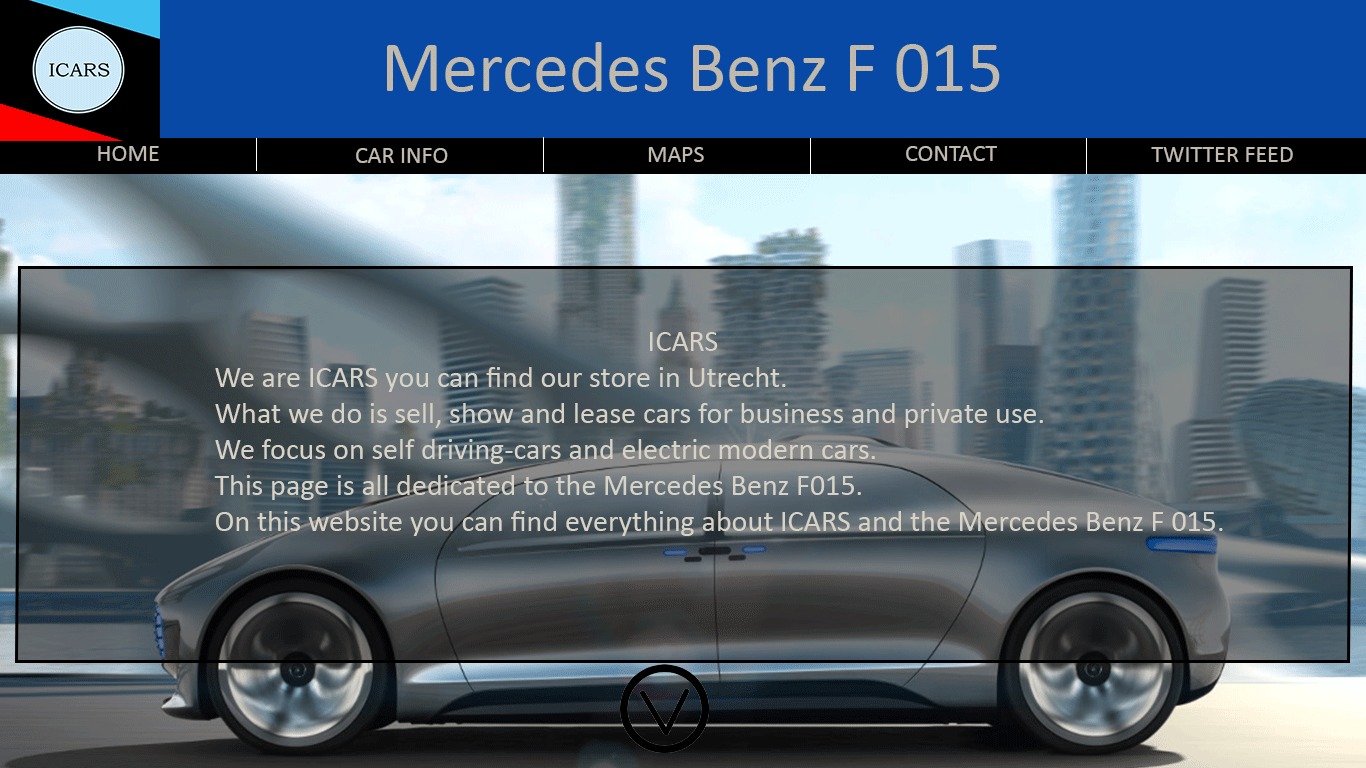 ICARS
Mercedes Benz F 015
HOME
CAR INFO
MAPS
CONTACT
TWITTER FEED
ICARS
We are ICARS you can find our store in Utrecht.
What we do is sell, show and lease cars for business and private use.
We focus on self driving-cars and electric modern cars.
This page is all dedicated to the Mercedes Benz F015.
On this website you can find everything about ICARS and the Mercedes Benz F 015.